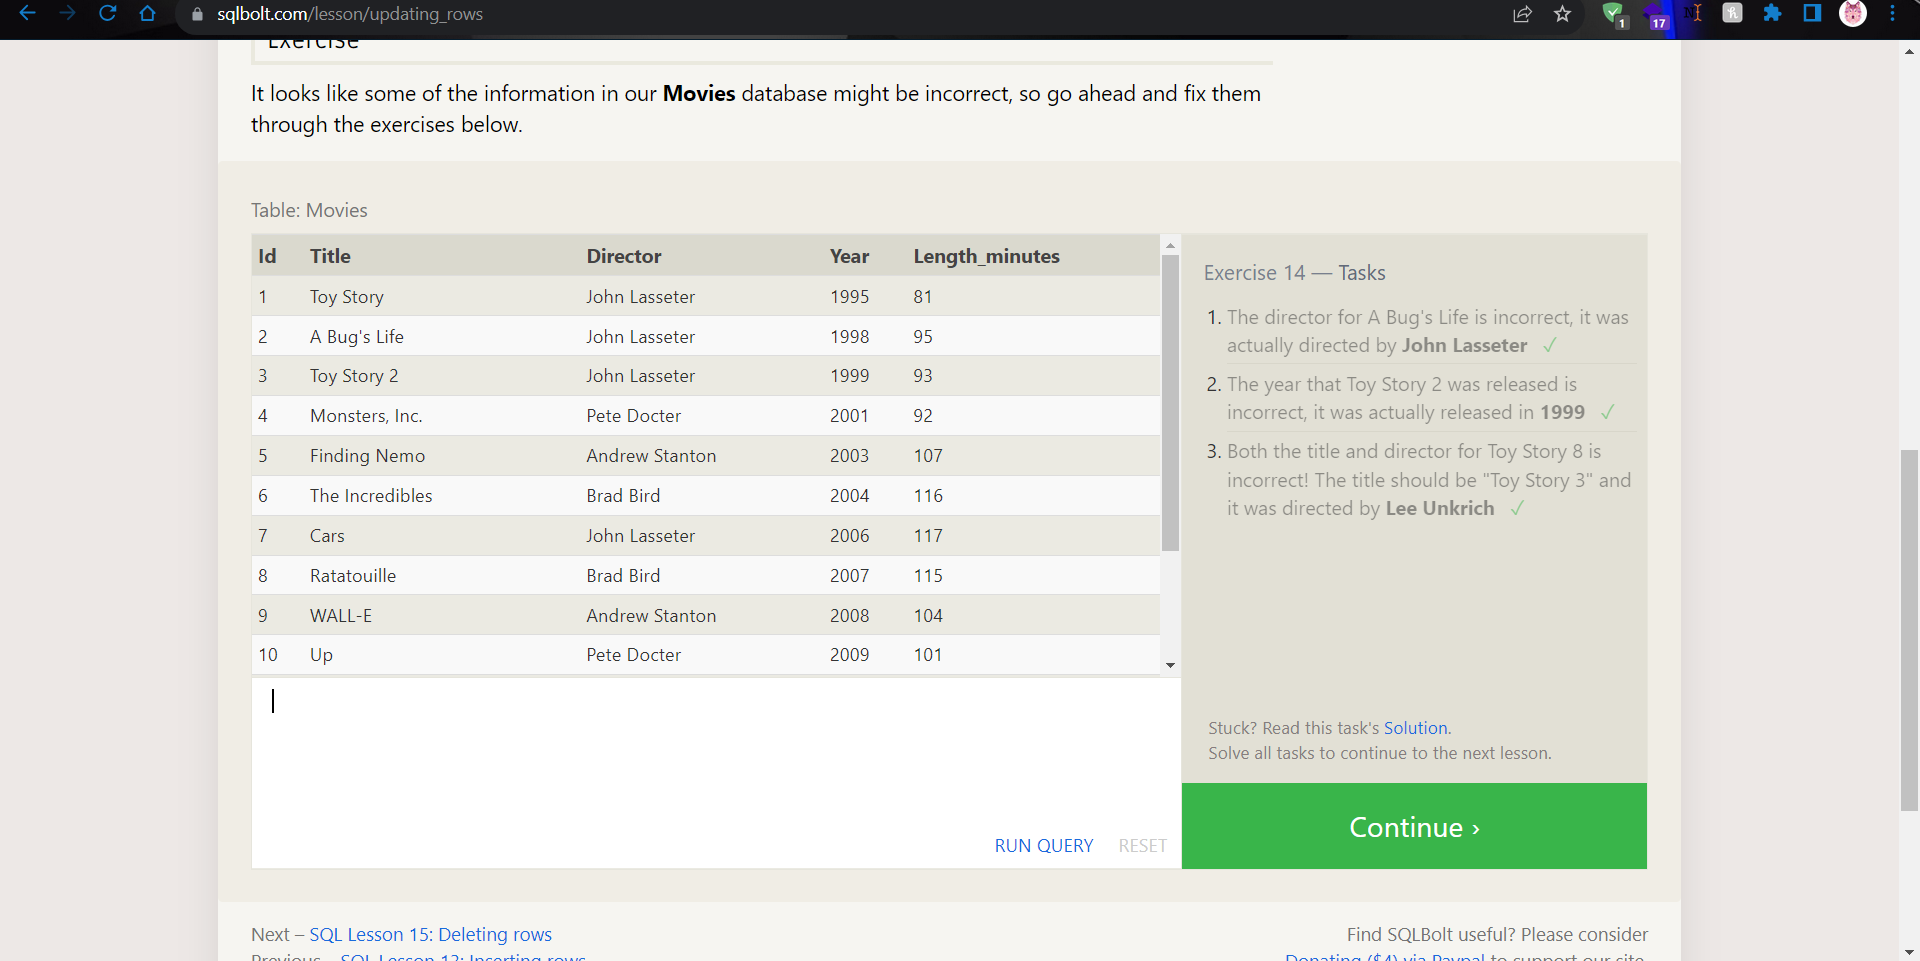 sqlbolt.com/lesson/updating_rows
1
17
Exercise
It looks like some of the information in our Movies database might be incorrect, so go ahead and fix them
through the exercises below.
Table: Movies
Id Title Director Year Length_minutes
1 Toy Story John Lasseter 1995 81
2 A Bug's Life John Lasseter 1998 95
3 Toy Story 2 John Lasseter 1999 93
4 Monsters, Inc. Pete Docter 2001 92
5 Finding Nemo Andrew Stanton 2003 107
6 The Incredibles Brad Bird 2004 116
7 Cars John Lasseter 2006 117
8 Ratatouille Brad Bird 2007 115
9 WALL-E Andrew Stanton 2008 104
10 Up Pete Docter 2009 101
RUN QUERY RESET
Exercise 14 — Tasks
1. The director for A Bug's Life is incorrect, it was
actually directed by John Lasseter ✓
2. The year that Toy Story 2 was released is
incorrect, it was actually released in 1999 ✓
3. Both the title and director for Toy Story 8 is
incorrect! The title should be "Toy Story 3" and
it was directed by Lee Unkrich ✓
Stuck? Read this task's Solution.
Solve all tasks to continue to the next lesson.
Continue ›
Next – SQL Lesson 15: Deleting rows
Previous – SQL Lesson 13: Inserting rows
Find SQLBolt useful? Please consider
Donating ($4) via Paypal to support our site.